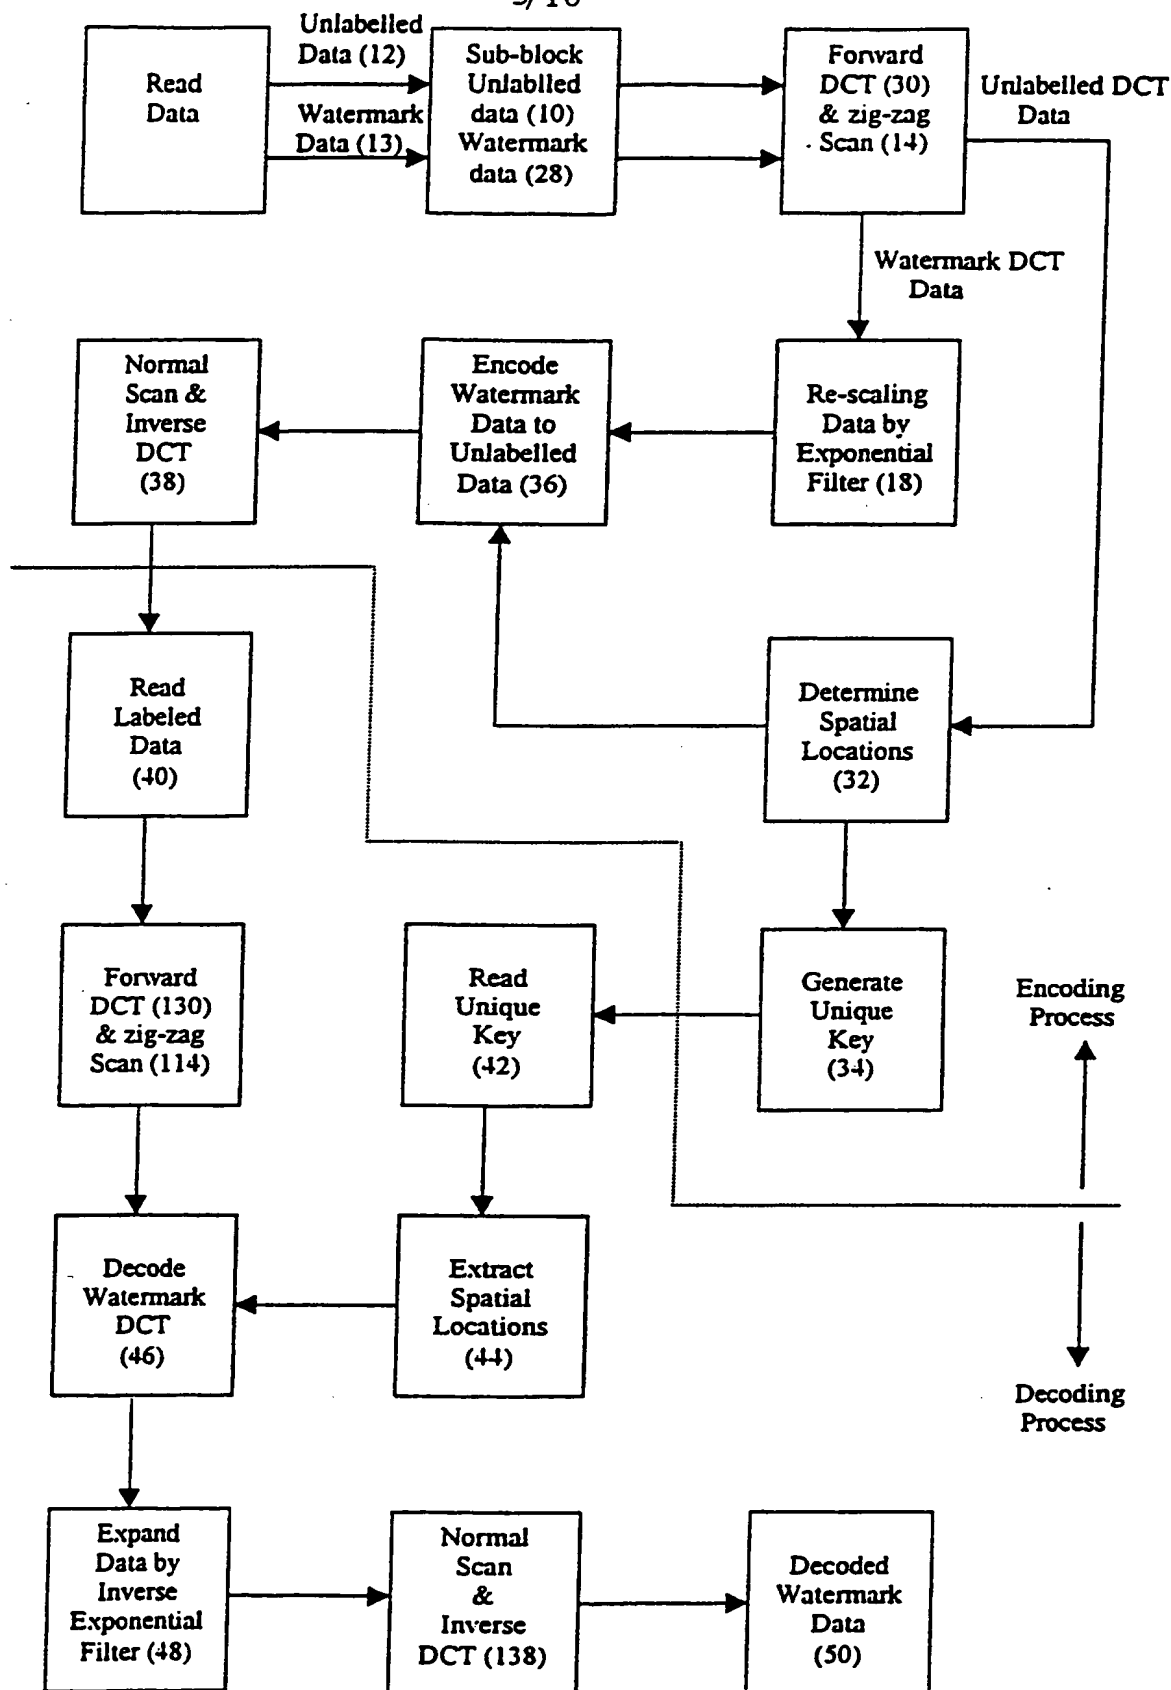 Unlabelled
Data (12)
Read
Data
Watermark
Data (13)
Sub-block
Unlablled
data (10)
Watermark
data (28)
Forward
DCT (30)
& zig-zag
Scan (14)
Unlabelled DCT
Data
Watermark DCT
Data
Normal
Scan &
Inverse
DCT
(38)
Encode
Watermark
Data to
Unlabelled
Data (36)
Re-scaling
Data by
Exponential
Filter (18)
Read
Labeled
Data
(40)
Determine
Spatial
Locations
(32)
Forward
DCT (130)
& zig-zag
Scan (114)
Read
Unique
Key
(42)
Generate
Unique
Key
(34)
Encoding
Process
Decode
Watermark
DCT
(46)
Extract
Spatial
Locations
(44)
Decoding
Process
Expand
Data by
Inverse
Exponential
Filter (48)
Normal
Scan
&
Inverse
DCT (138)
Decoded
Watermark
Data
(50)